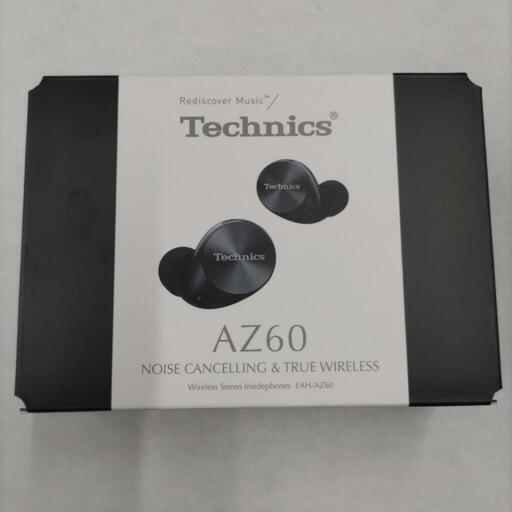 Rediscover Music™
Technics®
Technics
Technics
AZ60
NOISE CANCELLING & TRUE WIRELESS
Wireless Stereo Insidephones EAH-AZ60